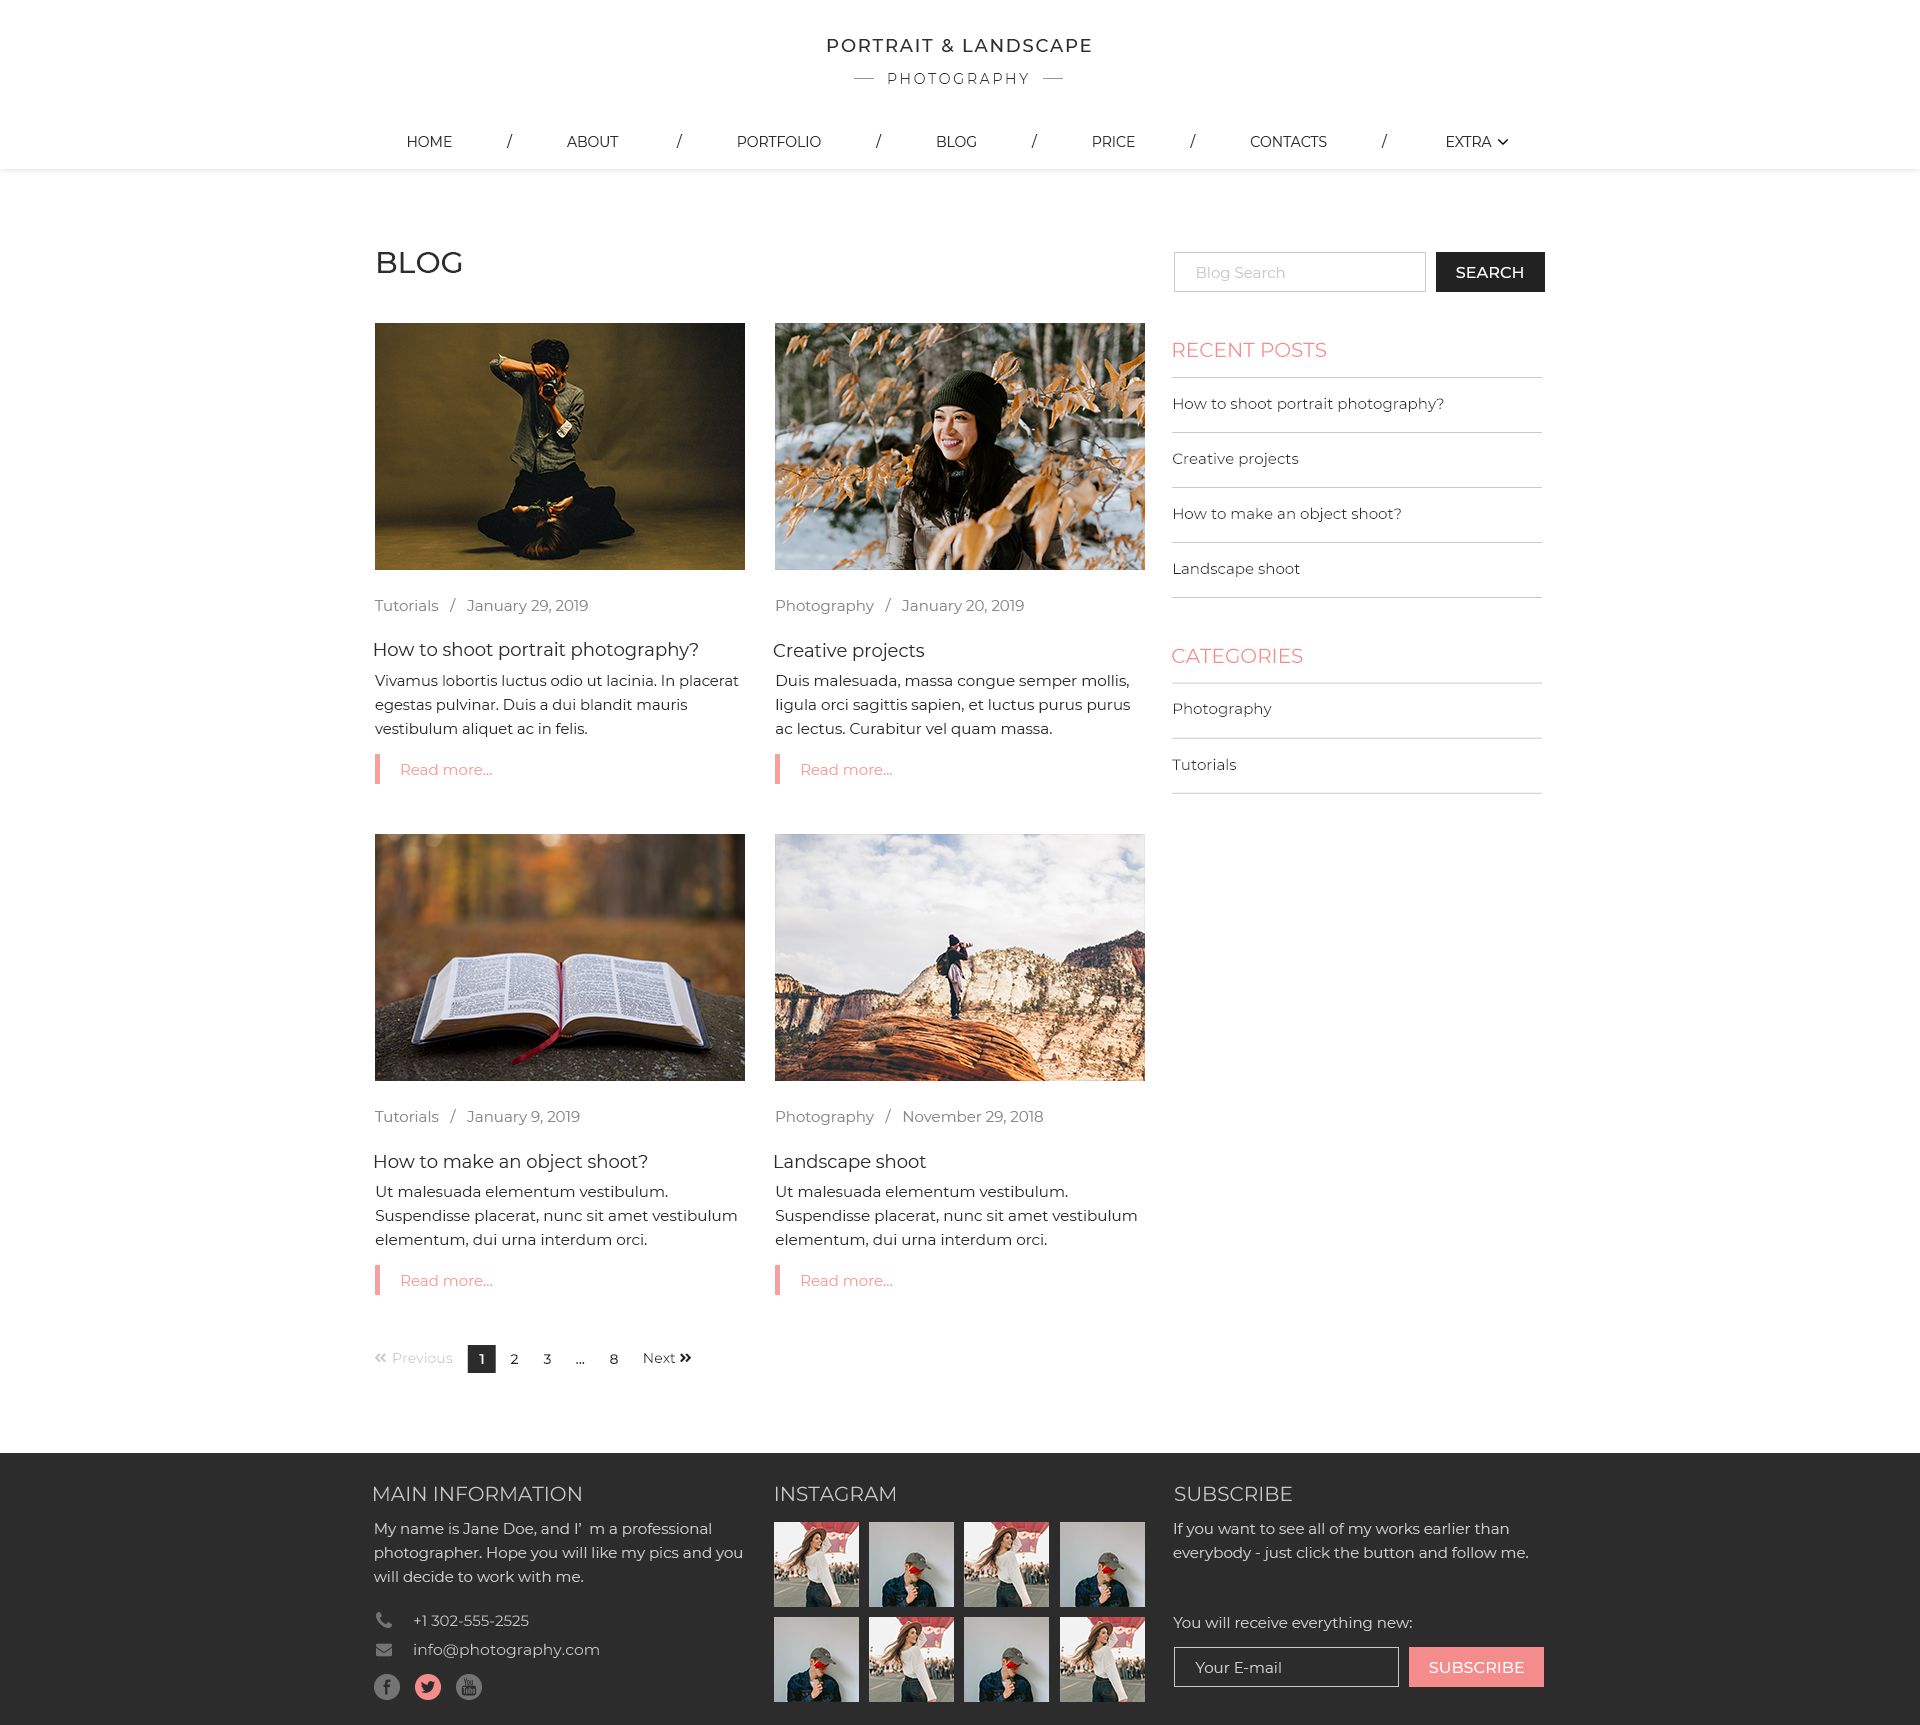 PORTRAIT & LANDSCAPE
PHOTOGRAPHY
HOME / ABOUT / PORTFOLIO / BLOG / PRICE / CONTACTS / EXTRA
BLOG
Blog Search
SEARCH
Tutorials / January 29, 2019
How to shoot portrait photography?
Vivamus lobortis luctus odio ut lacinia. In placerat
egestas pulvinar. Duis a dui blandit mauris
vestibulum aliquet ac in felis.
Read more...
Photography / January 20, 2019
Creative projects
Duis malesuada, massa congue semper mollis,
ligula orci sagittis sapien, et luctus purus purus
ac lectus. Curabitur vel quam massa.
Read more...
Tutorials / January 9, 2019
How to make an object shoot?
Ut malesuada elementum vestibulum.
Suspendisse placerat, nunc sit amet vestibulum
elementum, dui urna interdum orci.
Read more...
Photography / November 29, 2018
Landscape shoot
Ut malesuada elementum vestibulum.
Suspendisse placerat, nunc sit amet vestibulum
elementum, dui urna interdum orci.
Read more...
« Previous 1 2 3 ... 8 Next »
RECENT POSTS
How to shoot portrait photography?
Creative projects
How to make an object shoot?
Landscape shoot
CATEGORIES
Photography
Tutorials
MAIN INFORMATION
My name is Jane Doe, and I’ m a professional
photographer. Hope you will like my pics and you
will decide to work with me.
+1 302-555-2525
info@photography.com
You
Tube
INSTAGRAM
SUBSCRIBE
If you want to see all of my works earlier than
everybody - just click the button and follow me.
You will receive everything new:
Your E-mail
SUBSCRIBE